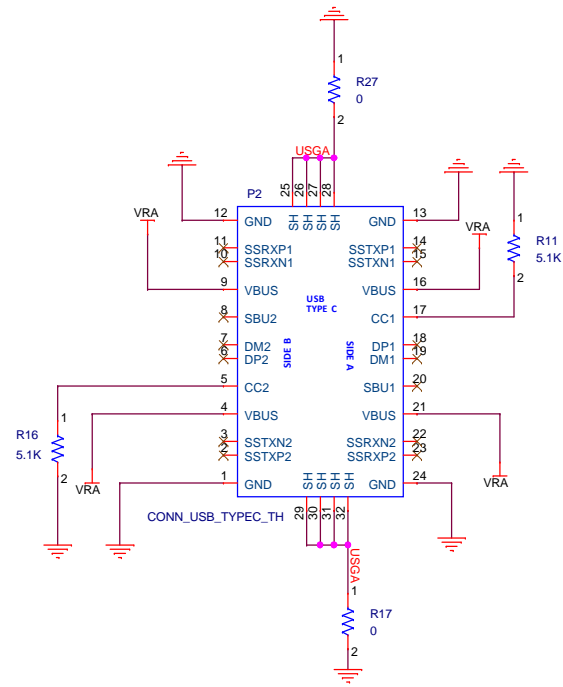 1
R27
0
2
USGA
25
26
27
28
P2
SH
SH
SH
SH
12
GND
GND
13
VRA
VRA
1
R11
5.1K
2
11
SSRXP1
SSTXP1
14
10
SSRXN1
SSTXN1
15
9
VBUS
VBUS
16
USB
TYPE C
8
SBU2
CC1
17
7
DM2
DP1
18
6
DP2
DM1
19
SIDE B
SIDE A
5
CC2
SBU1
20
4
VBUS
VBUS
21
1
R16
5.1K
2
3
SSTXN2
SSRXN2
22
2
SSTXP2
SSRXP2
23
VRA
VRA
1
GND
GND
24
SH
SH
SH
SH
29
30
31
32
CONN_USB_TYPEC_TH
USGA
1
R17
0
2